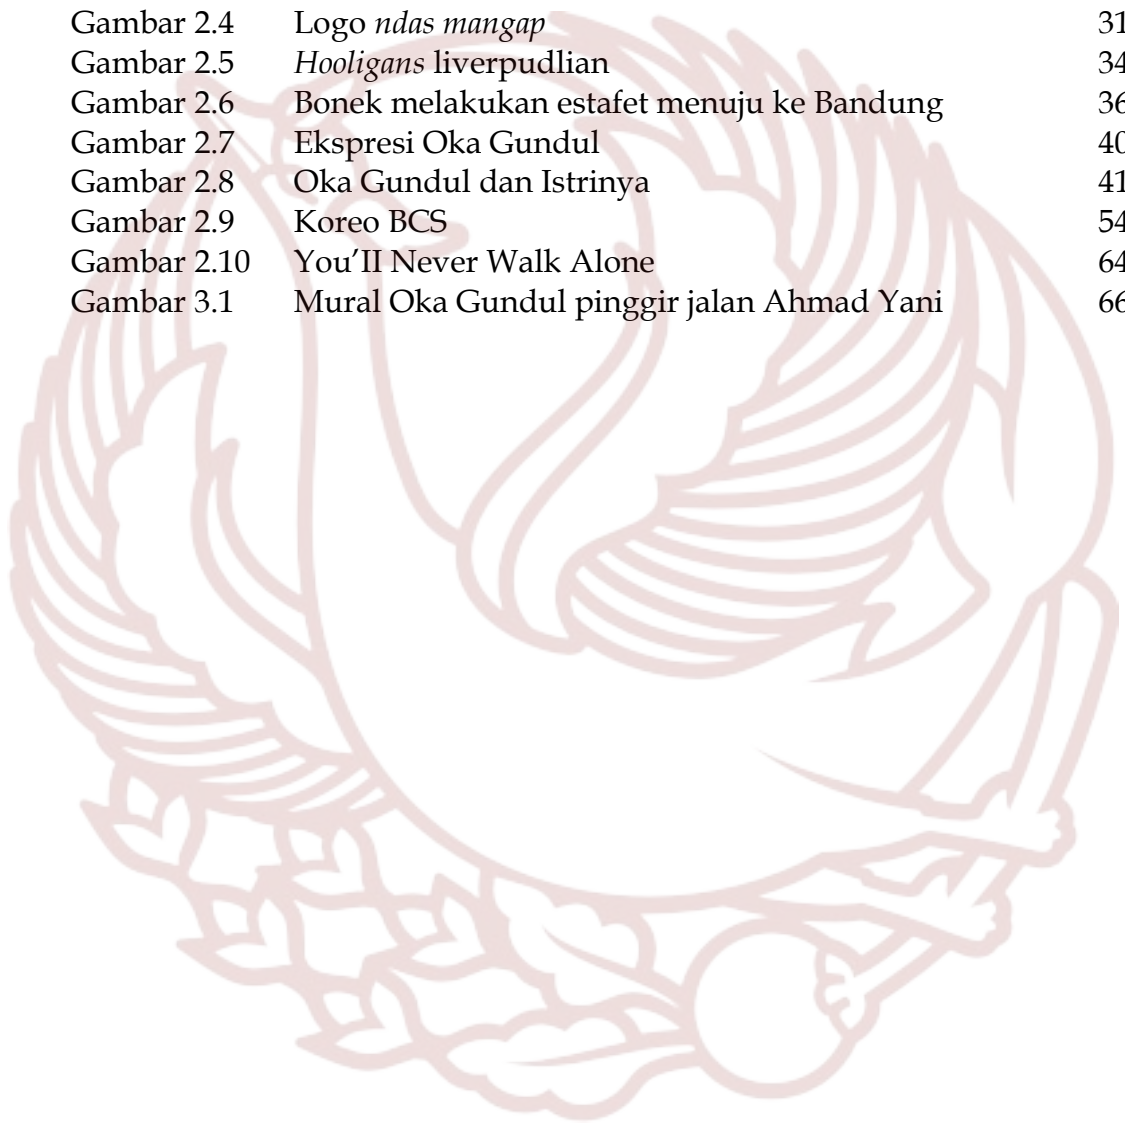 Gambar 2.4 Logo ndas mangap 31
Gambar 2.5 Hooligans liverpudlian 34
Gambar 2.6 Bonek melakukan estafet menuju ke Bandung 36
Gambar 2.7 Ekspresi Oka Gundul 40
Gambar 2.8 Oka Gundul dan Istrinya 41
Gambar 2.9 Koreo BCS 54
Gambar 2.10 You'II Never Walk Alone 64
Gambar 3.1 Mural Oka Gundul pinggir jalan Ahmad Yani 66